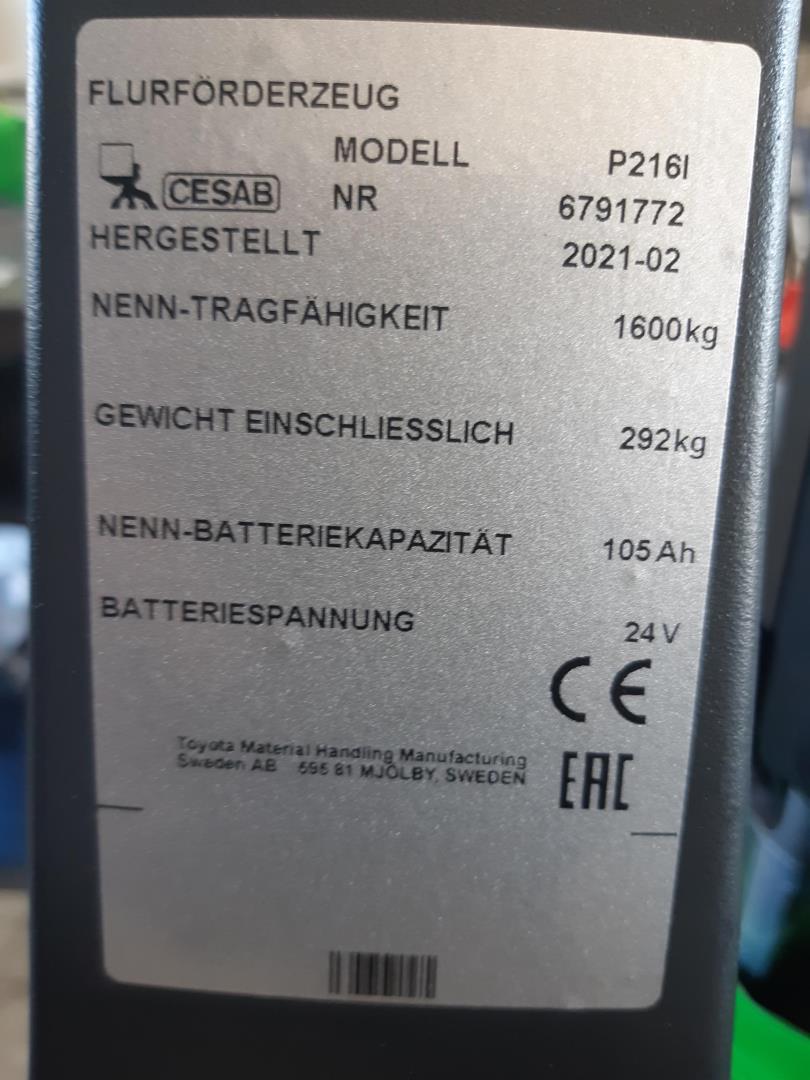 FLURFÖRDERZEUG
MODELL P216I
CESAB NR 6791772
HERGESTELLT 2021-02
NENN-TRAGFÄHIGKEIT 1600kg
GEWICHT EINSCHLIESSLICH 292kg
NENN-BATTERIEKAPAZITÄT 105Ah
BATTERIESPANNUNG 24V
CE
Toyota Material Handling Manufacturing
Sweden AB 595 81 MJÖLBY, SWEDEN
EAC